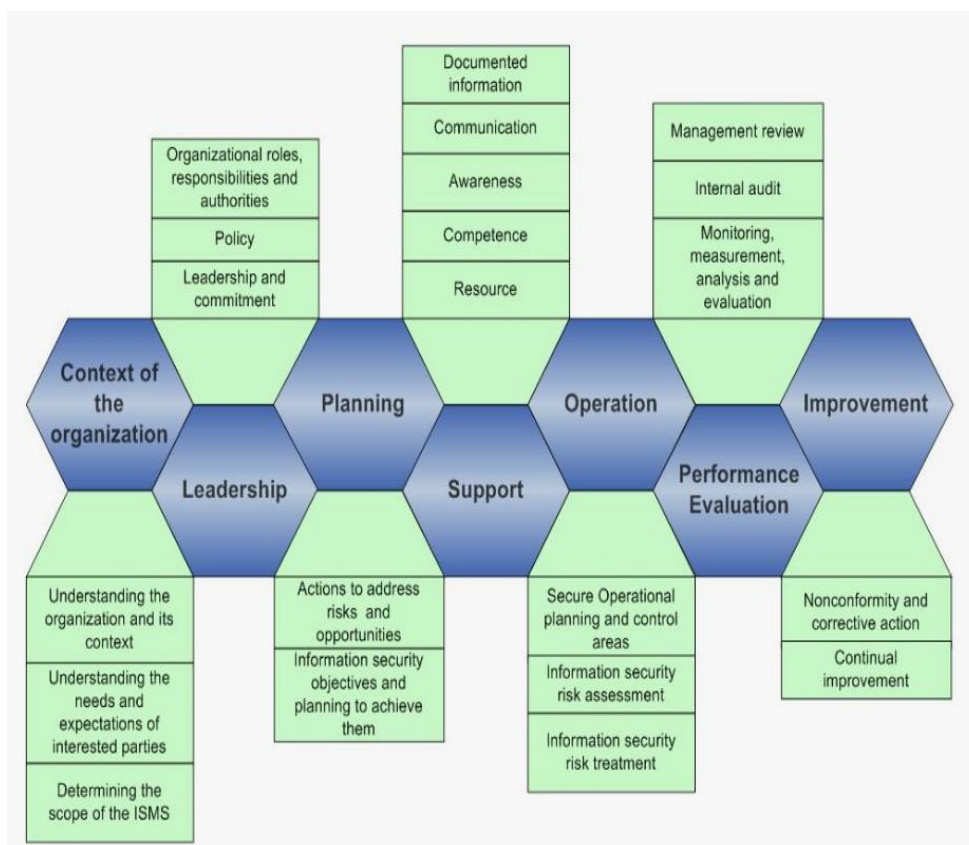 Documented
information
Communication
Awareness
Competence
Resource
Management review
Internal audit
Monitoring,
measurement,
analysis and
evaluation
Organizational roles,
responsibilities and
authorities
Policy
Leadership and
commitment
Context of
the
organization
Leadership
Planning
Support
Operation
Performance
Evaluation
Improvement
Understanding the
organization and its
context
Understanding the
needs and
expectations of
interested parties
Determining the
scope of the ISMS
Actions to address
risks and
opportunities
Information security
objectives and
planning to achieve
them
Secure Operational
planning and control
areas
Information security
risk assessment
Information security
risk treatment
Nonconformity and
corrective action
Continual
improvement